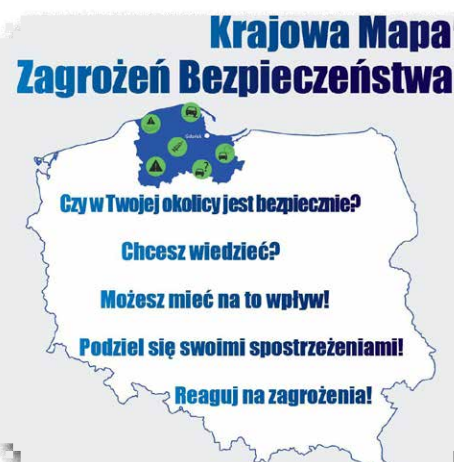 Krajowa Mapa
Zagrożeń Bezpieczeństwa
Gdańsk
Czy w Twojej okolicy jest bezpiecznie?
Chcesz wiedzieć?
Możesz mieć na to wpływ!
Podziel się swoimi spostrzeżeniami!
Reaguj na zagrożenia!